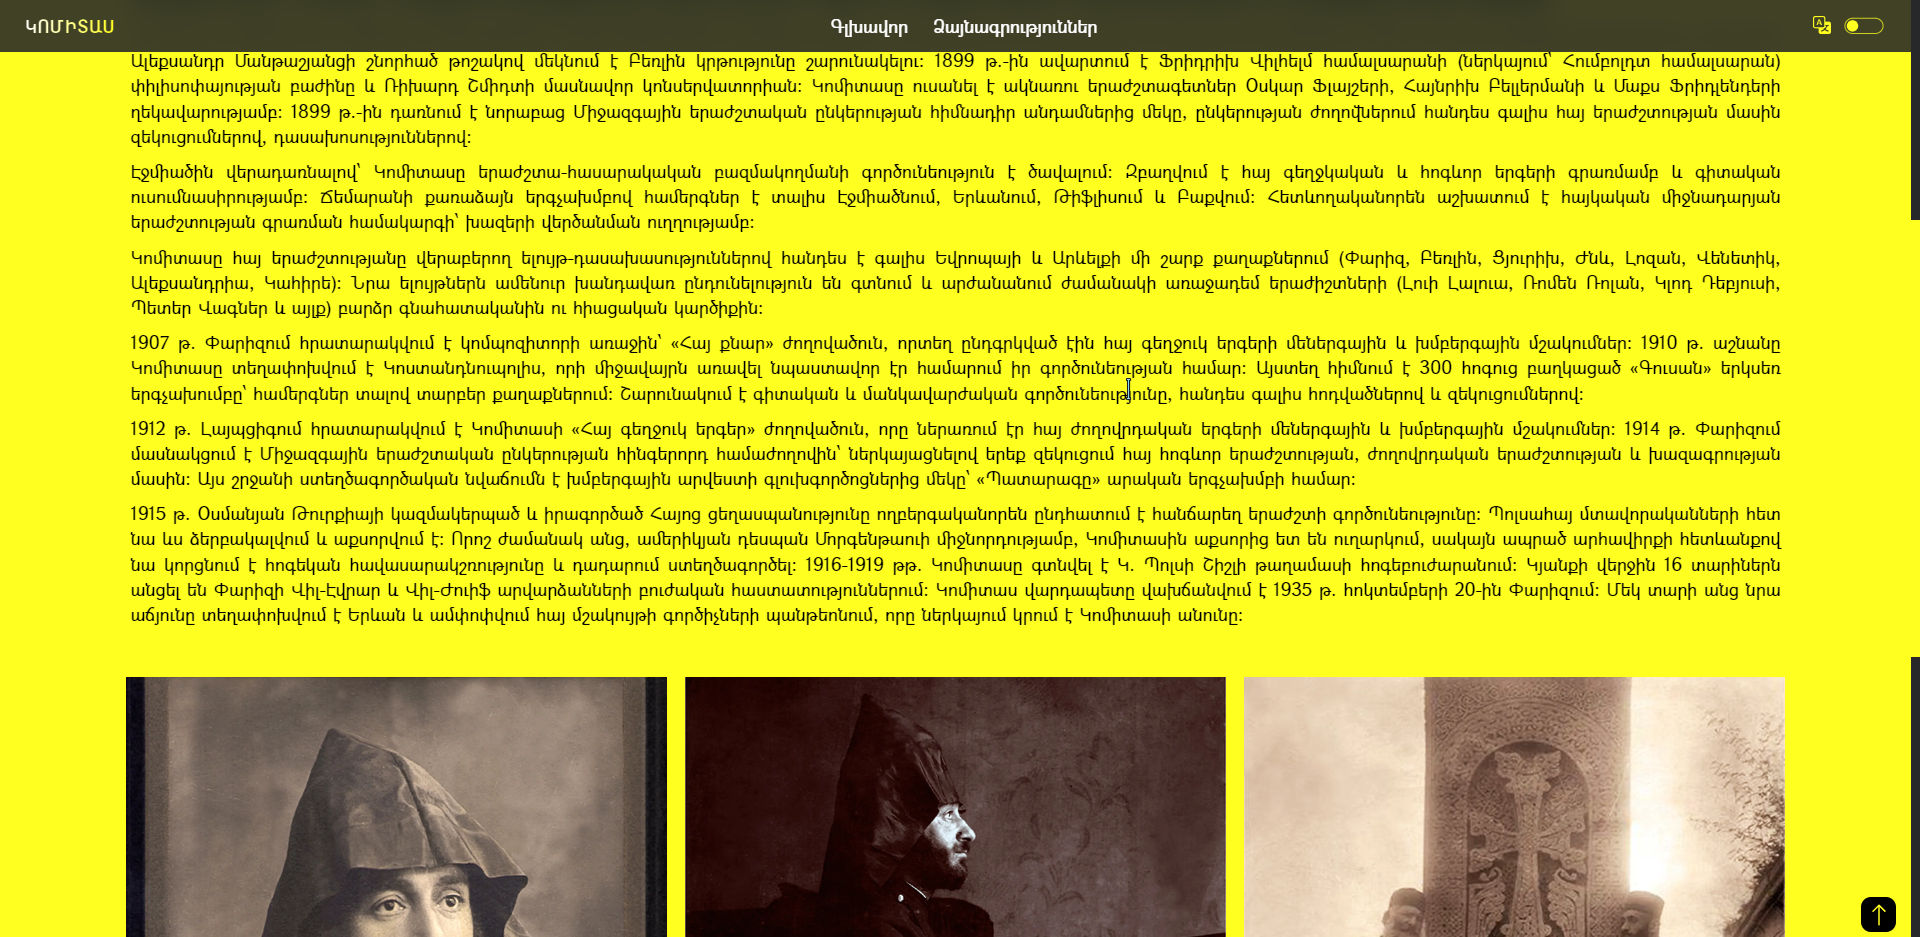 ԿՈՄԻՏԱՍ
Գլխավոր Ձայնագրություններ
Ալեքսանդր Մանթաշյանցի շնորհած թոշակով մեկնում է Բեռլին կրթությունը շարունակելու: 1899 թ.-ին ավարտում է Ֆրիդրիխ Վիլհելմ համալսարանի (ներկայում՝ Հումբոլդտ համալսարան)
փիլիսոփայության բաժինը և Ռիխարդ Շմիդտի մասնավոր կոնսերվատորիան: Կոմիտասը ուսանել է ակնառու երաժշտագետներ Օսկար Ֆլայշերի, Հայնրիխ Բելլերմանի և Մաքս Ֆրիդլենդերի
ղեկավարությամբ: 1899 թ.-ին դառնում է նորաբաց Միջազգային երաժշտական ընկերության հիմնադիր անդամներից մեկը, ընկերության ժողովներում հանդես գալիս հայ երաժշտության մասին
զեկուցումներով, դասախոսություններով:
Էջմիածին վերադառնալով՝ Կոմիտասը երաժշտա-հասարակական բազմակողմանի գործունեություն է ծավալում: Զբաղվում է հայ գեղջկական և հոգևոր երգերի գրառմամբ և գիտական
ուսումնասիրությամբ: Ճեմարանի քառաձայն երգչախմբով համերգներ է տալիս Էջմիածնում, Երևանում, Թիֆլիսում և Բաքվում: Հետևողականորեն աշխատում է հայկական միջնադարյան
երաժշտության գրառման համակարգի՝ խազերի վերծանման ուղղությամբ:
Կոմիտասը հայ երաժշտությանը վերաբերող ելույթ-դասախասություններով հանդես է գալիս Եվրոպայի և Արևելքի մի շարք քաղաքներում (Փարիզ, Բեռլին, Ցյուրիխ, Ժնև, Լոզան, Վենետիկ,
Ալեքսանդրիա, Կահիրե): Նրա ելույթներն ամենուր խանդավառ ընդունելություն են գտնում և արժանանում ժամանակի առաջադեմ երաժիշտների (Լուի Լալուա, Ռոմեն Ռոլան, Կլոդ Դեբյուսի,
Պետեր Վագներ և այլք) բարձր գնահատականին ու հիացական կարծիքին:
1907 թ. Փարիզում հրատարակվում է կոմպոզիտորի առաջին՝ «Հայ քնար» ժողովածուն, որտեղ ընդգրկված էին հայ գեղջուկ երգերի մեներգային և խմբերգային մշակումներ: 1910 թ. աշնանը
Կոմիտասը տեղափոխվում է Կոստանդնուպոլիս, որի միջավայրն առավել նպաստավոր էր համարում իր գործունեության համար: Այստեղ հիմնում է 300 հոգուց բաղկացած «Գուսան» երկսեռ
երգչախումբը՝ համերգներ տալով տարբեր քաղաքներում: Շարունակում է գիտական և մանկավարժական գործունեությունը, հանդես գալիս հոդվածներով և զեկուցումներով:
1912 թ. Լայպցիգում հրատարակվում է Կոմիտասի «Հայ գեղջուկ երգեր» ժողովածուն, որը ներառում էր հայ ժողովրդական երգերի մեներգային և խմբերգային մշակումներ: 1914 թ. Փարիզում
մասնակցում է Միջազգային երաժշտական ընկերության հինգերորդ համաժողովին՝ ներկայացնելով երեք զեկուցում հայ հոգևոր երաժշտության, ժողովրդական երաժշտության և խազագրության
մասին: Այս շրջանի ստեղծագործական նվաճումն է խմբերգային արվեստի գլուխգործոցներից մեկը՝ «Պատարագը» արական երգչախմբի համար:
1915 թ. Օսմանյան Թուրքիայի կազմակերպած և իրագործած Հայոց ցեղասպանությունը ողբերգականորեն ընդհատում է հանճարեղ երաժշտի գործունեությունը: Պոլսահայ մտավորականների հետ
նա ևս ձերբակալվում և աքսորվում է: Որոշ ժամանակ անց, ամերիկյան դեսպան Մորգենթաուի միջնորդությամբ, Կոմիտասին աքսորից ետ են ուղարկում, սակայն ապրած արհավիրքի հետևանքով
նա կորցնում է հոգեկան հավասարակշռությունը և դադարում ստեղծագործել: 1916-1919 թթ. Կոմիտասը գտնվել է Կ. Պոլսի Շիշլի թաղամասի հոգեբուժարանում: Կյանքի վերջին 16 տարիներն
անցել են Փարիզի Վիլ-Էվրար և Վիլ-Ժուիֆ արվարձանների բուժական հաստատություններում: Կոմիտաս վարդապետը վախճանվում է 1935 թ. հոկտեմբերի 20-ին Փարիզում: Մեկ տարի անց նրա
աճյունը տեղափոխվում է Երևան և ամփոփվում հայ մշակույթի գործիչների պանթեոնում, որը ներկայում կրում է Կոմիտասի անունը: